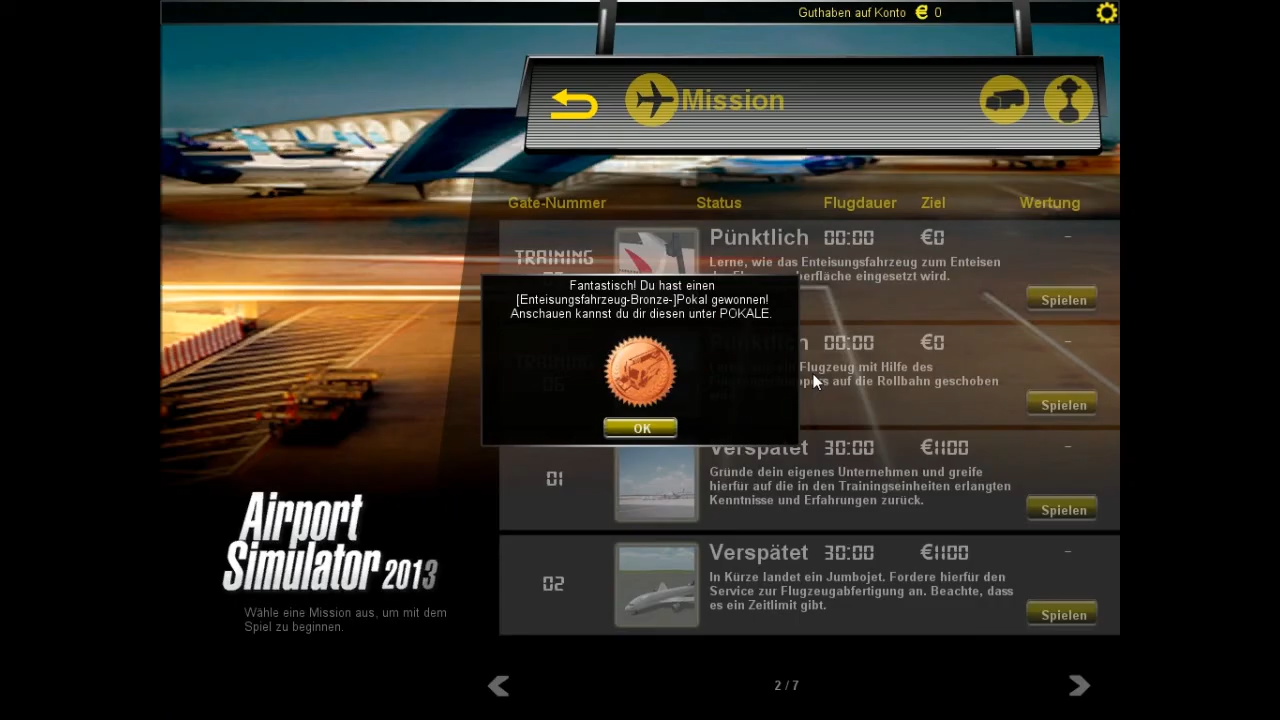 Guthaben auf Konto € 0
Mission
Gate-Nummer Status Flugdauer Ziel Wertung
TRAINING
Pünktlich 00:00 €0 -
Lerne, wie das Enteisungsfahrzeug zum Enteisen
eingesetzt wird.
Spielen
Fantastisch! Du hast einen
[Enteisungsfahrzeug-Bronze-]Pokal gewonnen!
Anschauen kannst du dir diesen unter POKALE.
OK
TRAINING
06
Pünktlich 00:00 €0 -
Flugzeug mit Hilfe des
auf die Rollbahn geschoben
Spielen
01
Verspätet 30:00 €1100 -
Gründe dein eigenes Unternehmen und greife
hierfür auf die in den Trainingseinheiten erlangten
Kenntnisse und Erfahrungen zurück.
Spielen
02
Verspätet 30:00 €1100 -
In Kürze landet ein Jumbojet. Fordere hierfür den
Service zur Flugzeugabfertigung an. Beachte, dass
es ein Zeitlimit gibt.
Spielen
Airport
Simulator 2013
Wähle eine Mission aus, um mit dem
Spiel zu beginnen.
2 / 7